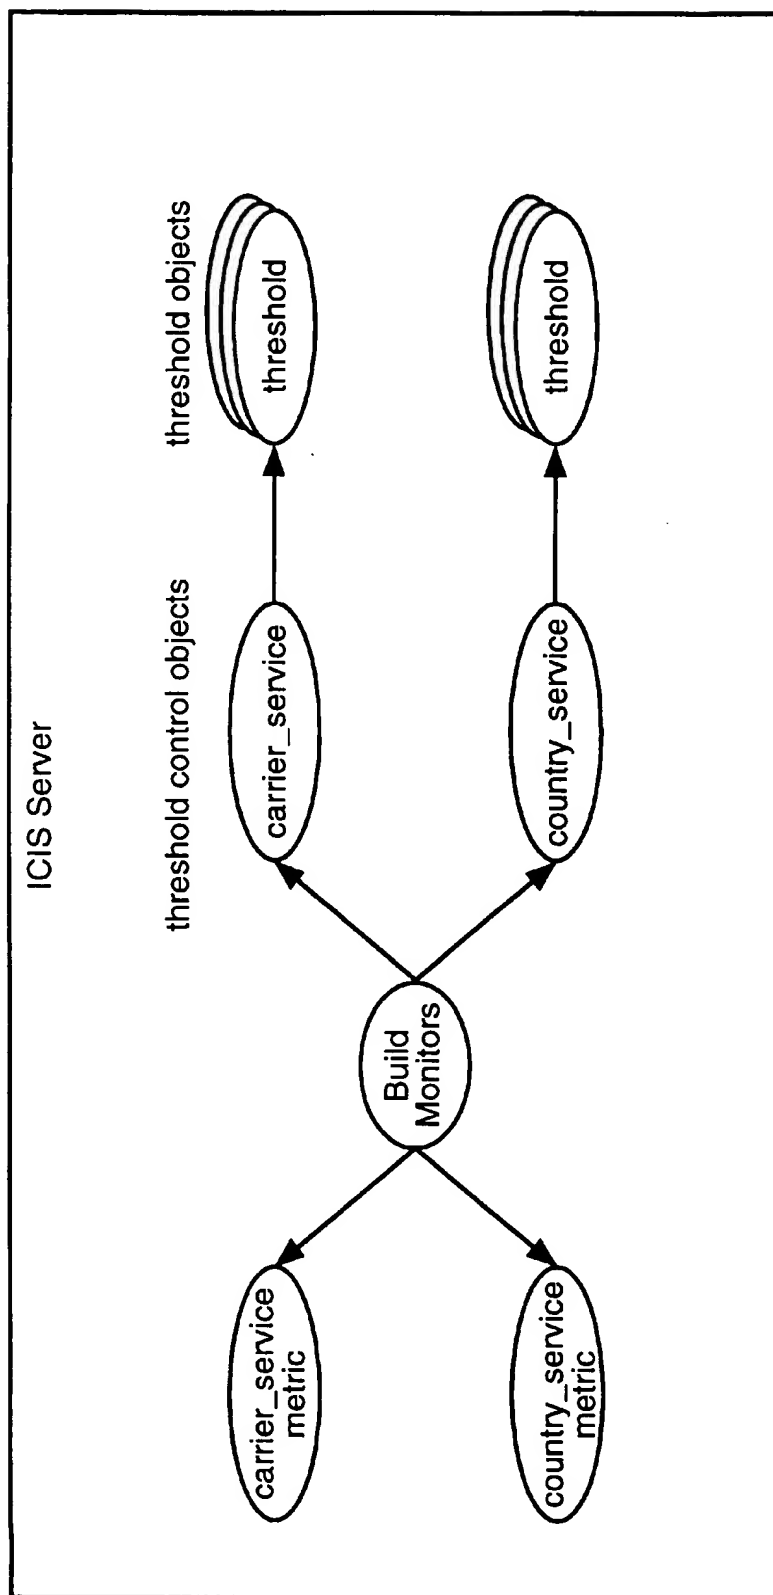 ICIS Server
threshold control objects
threshold objects
carrier_service
metric
carrier_service
threshold
Build
Monitors
country_service
metric
country_service
threshold